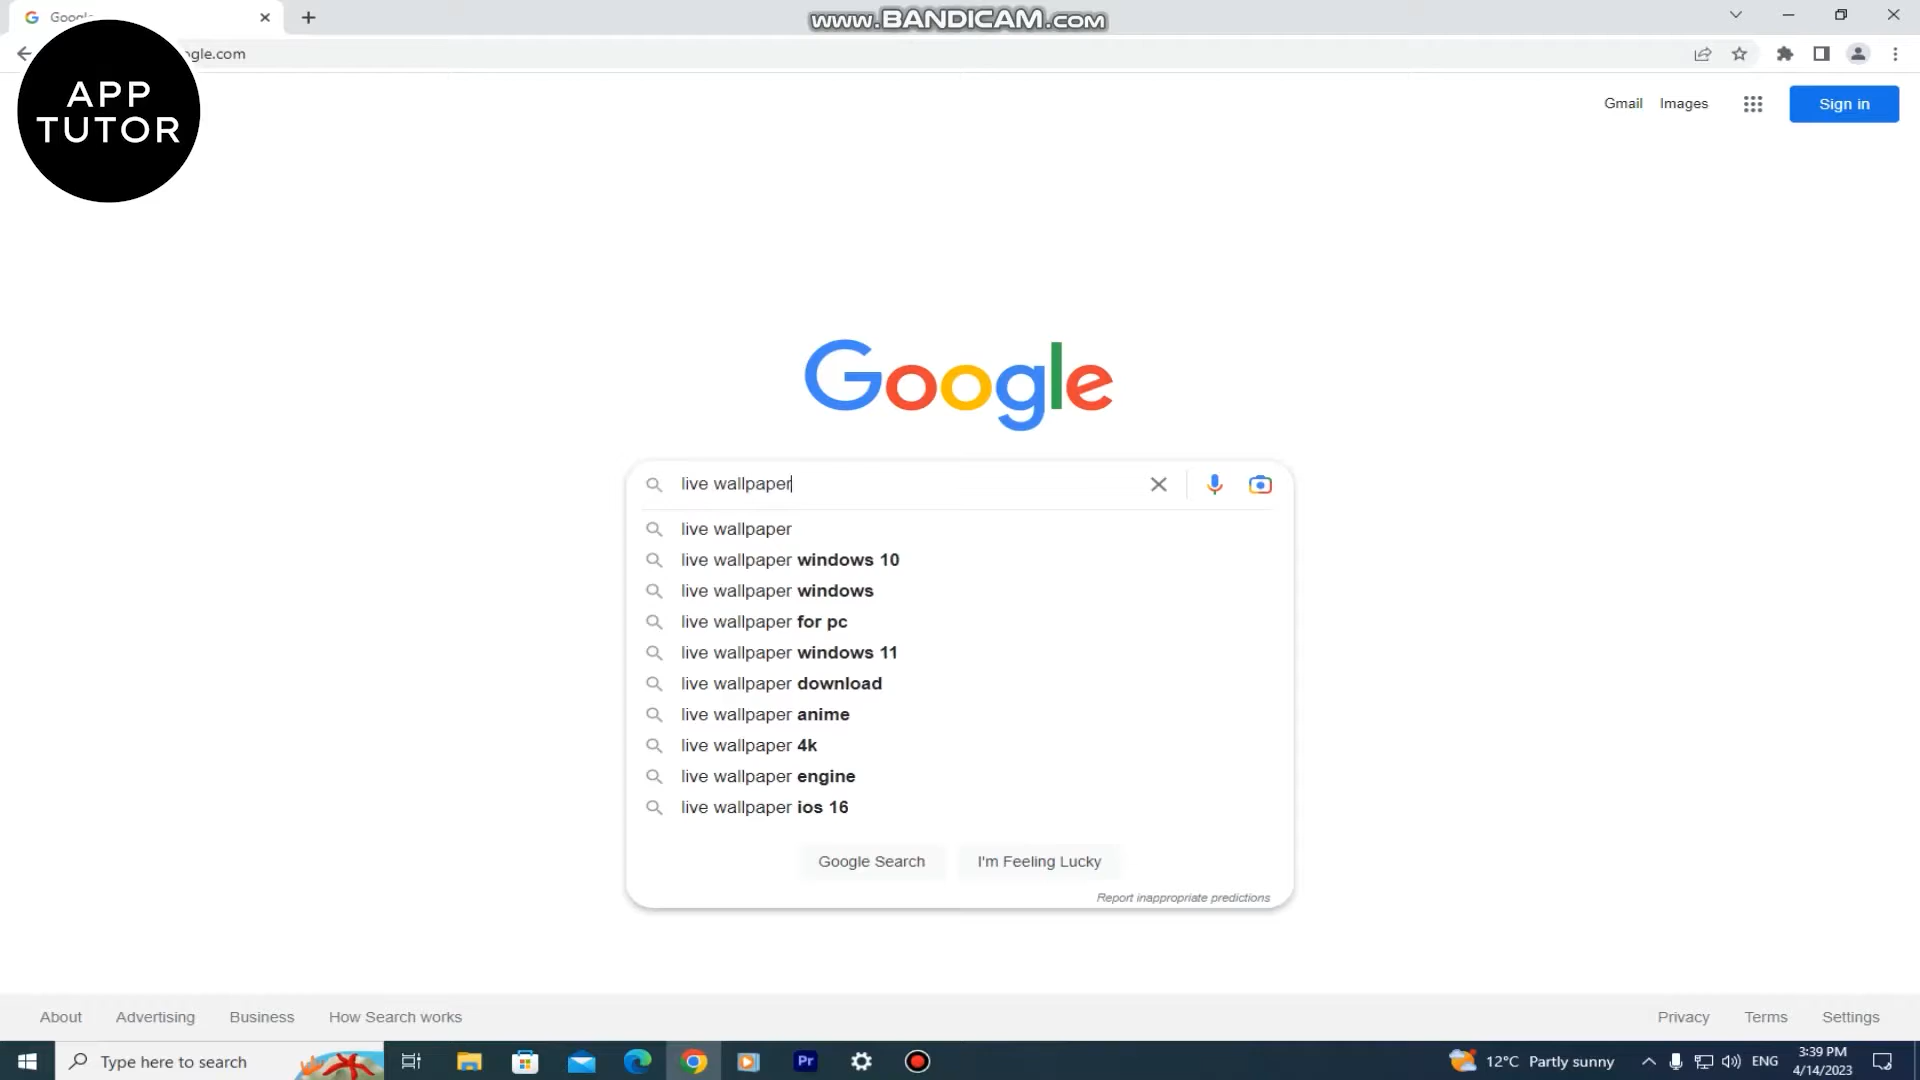 Google
www.BANDICAM.com
ogle.com
APP
TUTOR
Gmail Images Sign in
Google
live wallpaper
live wallpaper
live wallpaper windows 10
live wallpaper windows
live wallpaper for pc
live wallpaper windows 11
live wallpaper download
live wallpaper anime
live wallpaper 4k
live wallpaper engine
live wallpaper ios 16
Google Search I'm Feeling Lucky
Report inappropriate predictions
About Advertising Business How Search works Privacy Terms Settings
Type here to search Pr 12°C Partly sunny ENG 3:39 PM
4/14/2023